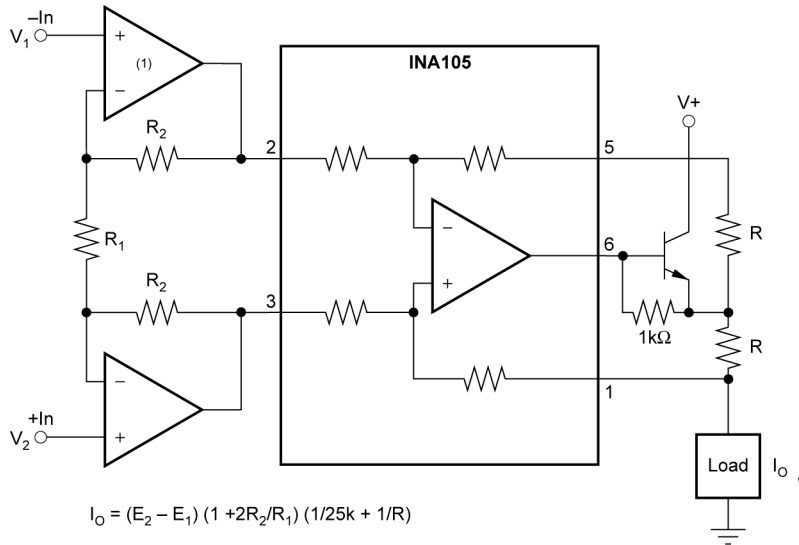 –In
V1
(1)
INA105
V+
R2
2
5
R1
R
6
R2
3
1kΩ
R
1
+In
V2
Load
IO
IO = (E2 – E1) (1 +2R2/R1) (1/25k + 1/R)